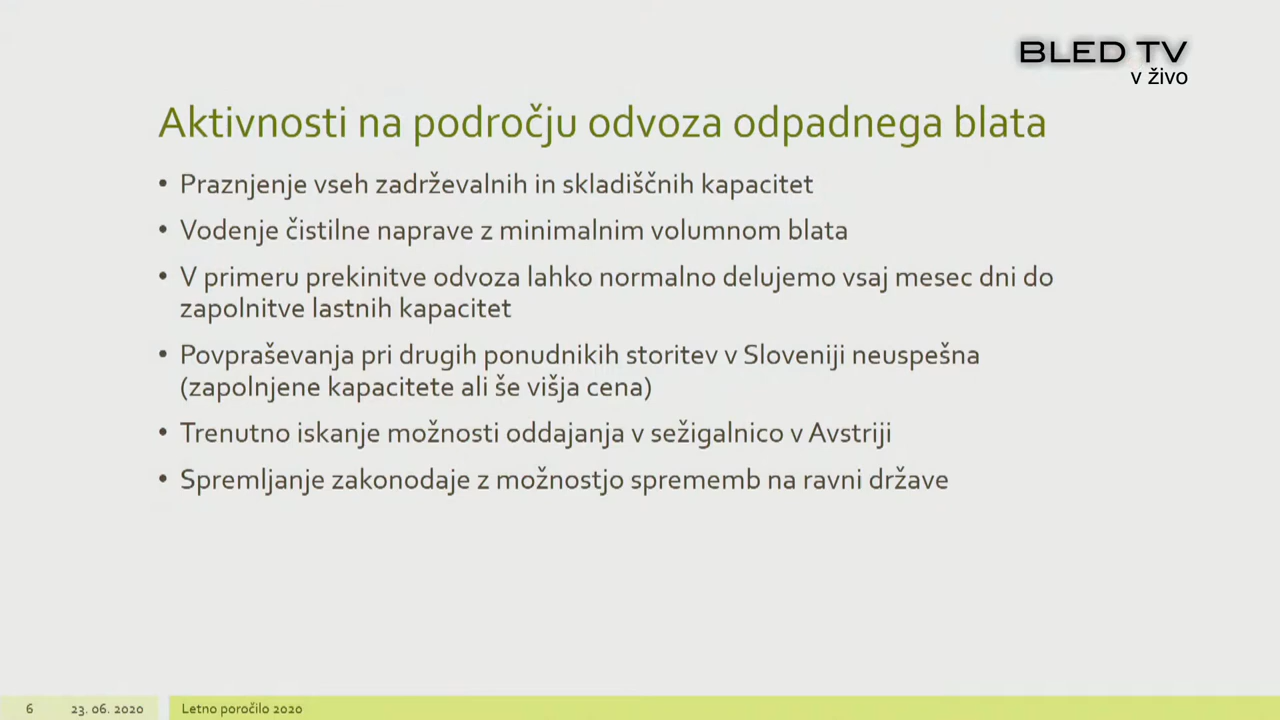 BLED TV
v živo
Aktivnosti na področju odvoza odpadnega blata
• Praznjenje vseh zadrževalnih in skladiščnih kapacitet
• Vodenje čistilne naprave z minimalnim volumnom blata
• V primeru prekinitve odvoza lahko normalno delujemo vsaj mesec dni do
zapolnitve lastnih kapacitet
• Povpraševanja pri drugih ponudnikih storitev v Sloveniji neuspešna
(zapolnjene kapacitete ali še višja cena)
• Trenutno iskanje možnosti oddajanja v sežigalnico v Avstriji
• Spremljanje zakonodaje z možnostjo sprememb na ravni države
6 23. 06. 2020 Letno poročilo 2020